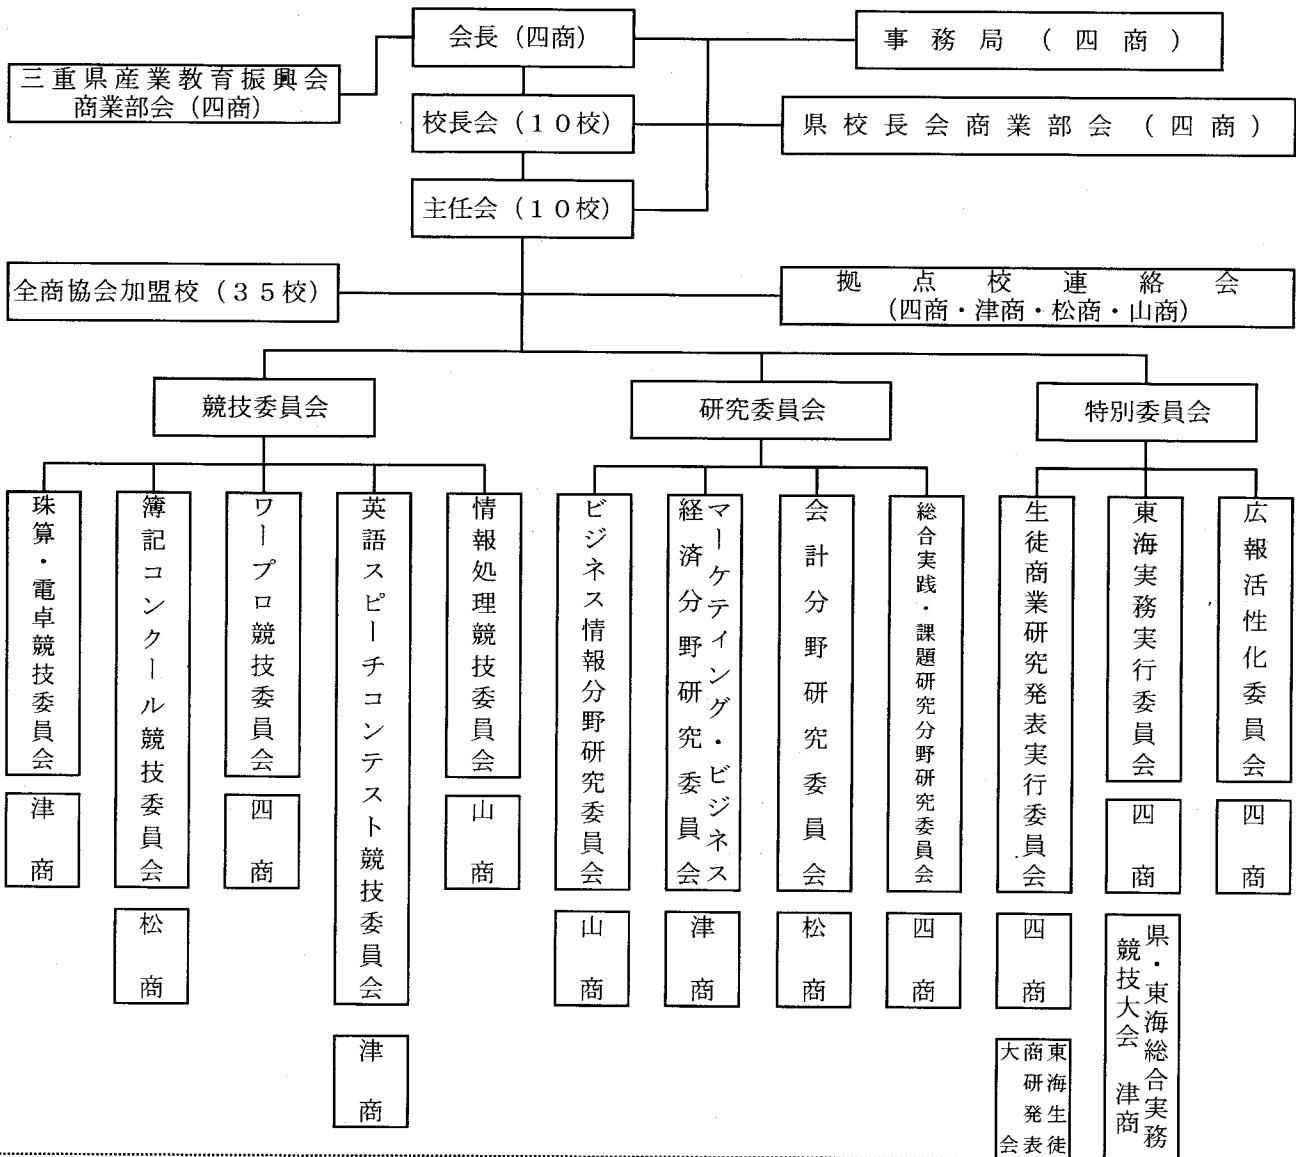 会長（四商）
事務局（四商）
三重県産業教育振興会
商業部会（四商）
校長会（１０校）
県校長会商業部会（四商）
主任会（１０校）
全商協会加盟校（３５校）
拠点校連絡会
（四商・津商・松商・山商）
競技委員会
研究委員会
特別委員会
珠算・電卓競技委員会
津商
簿記コンクール競技委員会
松商
ワープロ競技委員会
四商
英語スピーチコンテスト競技委員会
津商
情報処理競技委員会
山商
ビジネス情報分野研究委員会
山商
マーケティング・ビジネス
経済分野研究委員会
津商
会計分野研究委員会
松商
総合実践・課題研究分野研究委員会
四商
生徒商業研究発表実行委員会
四商
東海生徒
商研発表
大会
東海実務実行委員会
四商
県・東海総合実務
競技大会　津商
広報活性化委員会
四商